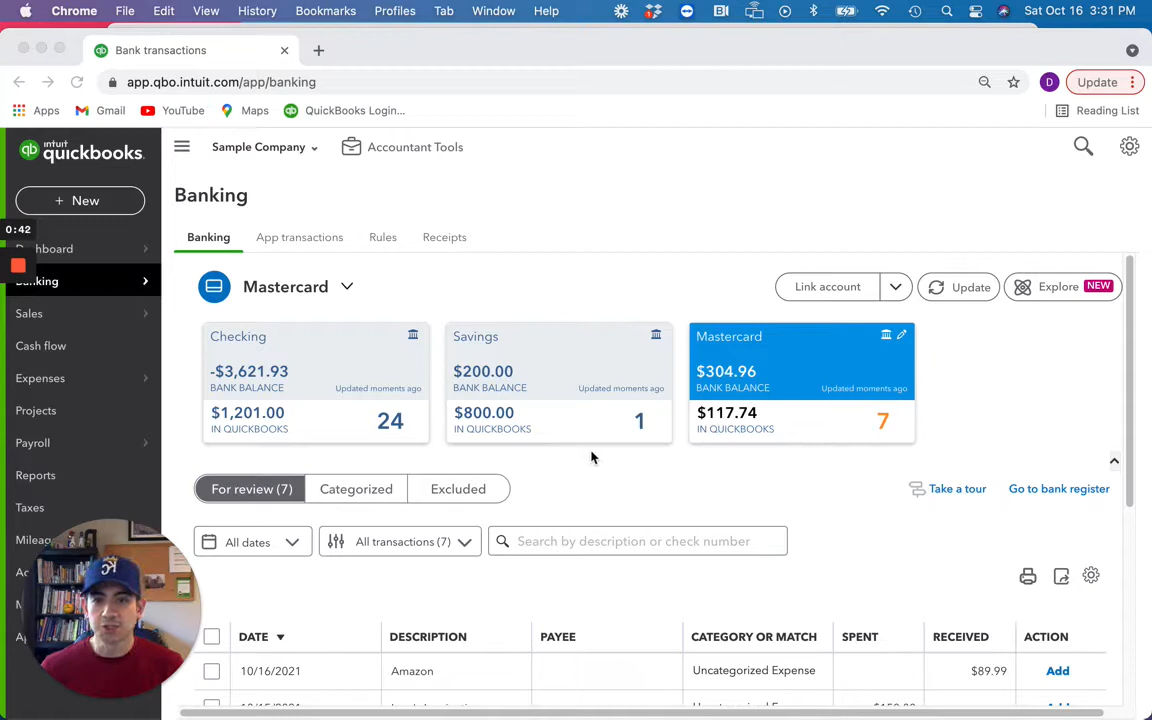 Chrome File Edit View History Bookmarks Profiles Tab Window Help Sat Oct 16 3:31 PM
Bank transactions
app.qbo.intuit.com/app/banking D Update
Apps Gmail YouTube Maps QuickBooks Login... Reading List
intuit quickbooks.
Sample Company Accountant Tools
+ New
Banking
0:42
Banking App transactions Rules Receipts
Dashboard
Banking
Sales
Cash flow
Expenses
Projects
Payroll
Reports
Taxes
Mastercard Link account Update Explore NEW
Checking
-$3,621.93
BANK BALANCE Updated moments ago
$1,201.00
IN QUICKBOOKS
24
Savings
$200.00
BANK BALANCE Updated moments ago
$800.00
IN QUICKBOOKS
1
Mastercard
$304.96
BANK BALANCE Updated moments ago
$117.74
IN QUICKBOOKS
7
For review (7) Categorized Excluded Take a tour Go to bank register
All dates All transactions (7) Search by description or check number
DATE DESCRIPTION PAYEE CATEGORY OR MATCH SPENT RECEIVED ACTION
10/16/2021 Amazon Uncategorized Expense $89.99 Add